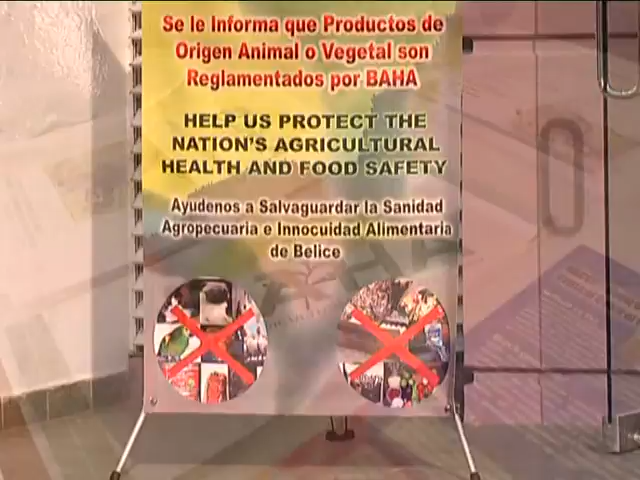 Se le Informa que Productos de
Origen Animal o Vegetal son
Reglamentados por BAHA
HELP US PROTECT THE
NATION'S AGRICULTURAL
HEALTH AND FOOD SAFETY
Ayudenos a Salvaguardar la Sanidad
Agropecuaria e Innocuidad Alimentaria
de Belice